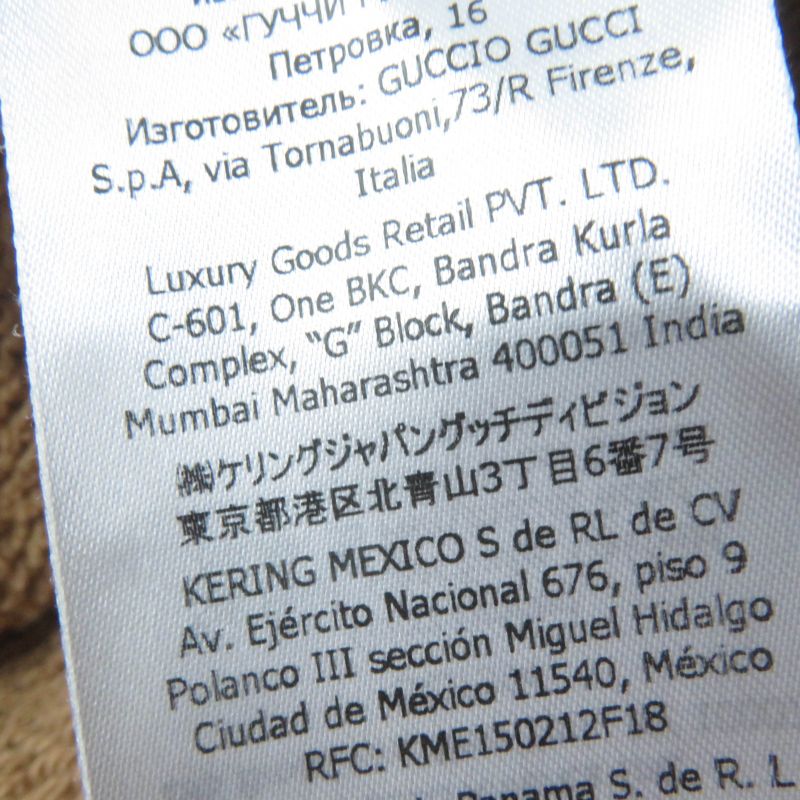 ООО «ГУЧЧИ
Петровка, 16
Изготовитель: GUCCIO GUCCI
S.p.A, via Tornabuoni,73/R Firenze,
Italia
Luxury Goods Retail PVT. LTD.
C-601, One BKC, Bandra Kurla
Complex, "G" Block, Bandra (E)
Mumbai Maharashtra 400051 India
㈱ケリングジャパングッチディビジョン
東京都港区北青山3丁目6番7号
KERING MEXICO S de RL de CV
Av. Ejército Nacional 676, piso 9
Polanco III sección Miguel Hidalgo
Ciudad de México 11540, México
RFC: KME150212F18
Panama S. de R. L